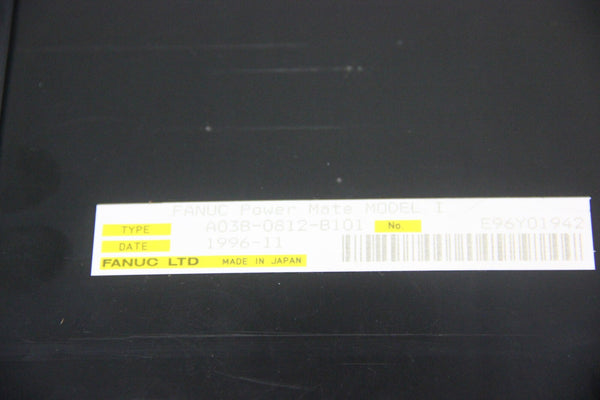 FANUC Power Mate MODEL I
TYPE A03B-0812-B101 No. E96Y01942
DATE 1996-11
FANUC LTD MADE IN JAPAN